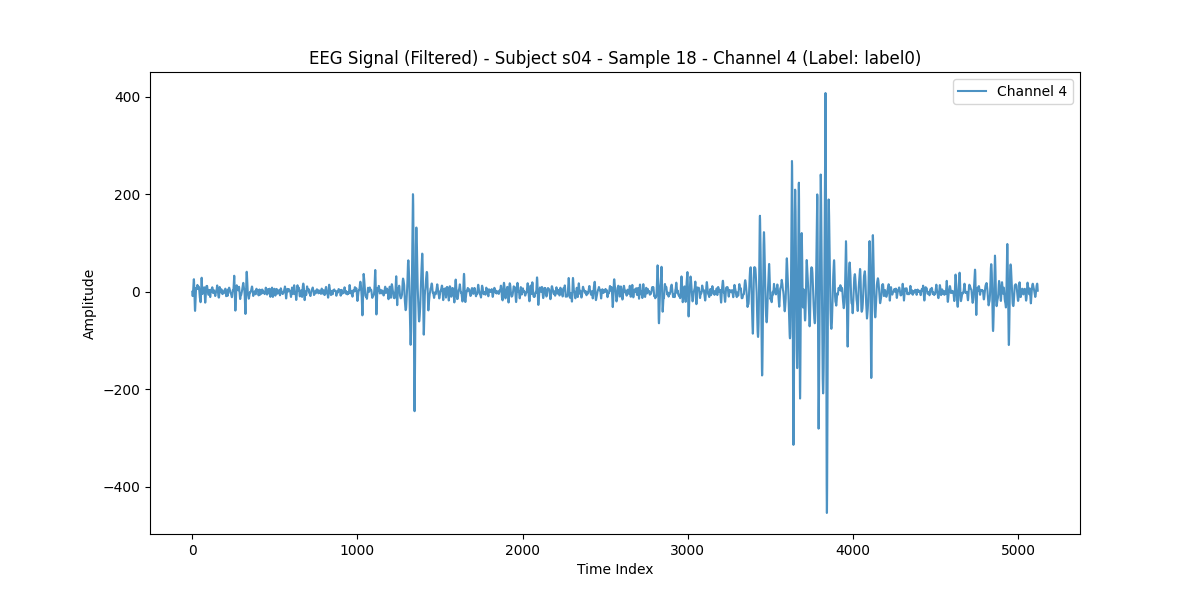 EEG Signal (Filtered) - Subject s04 - Sample 18 - Channel 4 (Label: label0)
Channel 4
400
200
0
−200
−400
Amplitude
0 1000 2000 3000 4000 5000
Time Index